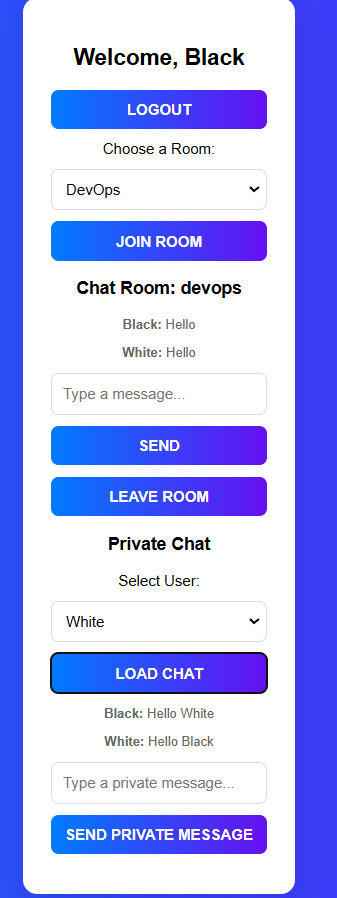 Welcome, Black
LOGOUT
Choose a Room:
DevOps
JOIN ROOM
Chat Room: devops
Black: Hello
White: Hello
Type a message...
SEND
LEAVE ROOM
Private Chat
Select User:
White
LOAD CHAT
Black: Hello White
White: Hello Black
Type a private message...
SEND PRIVATE MESSAGE